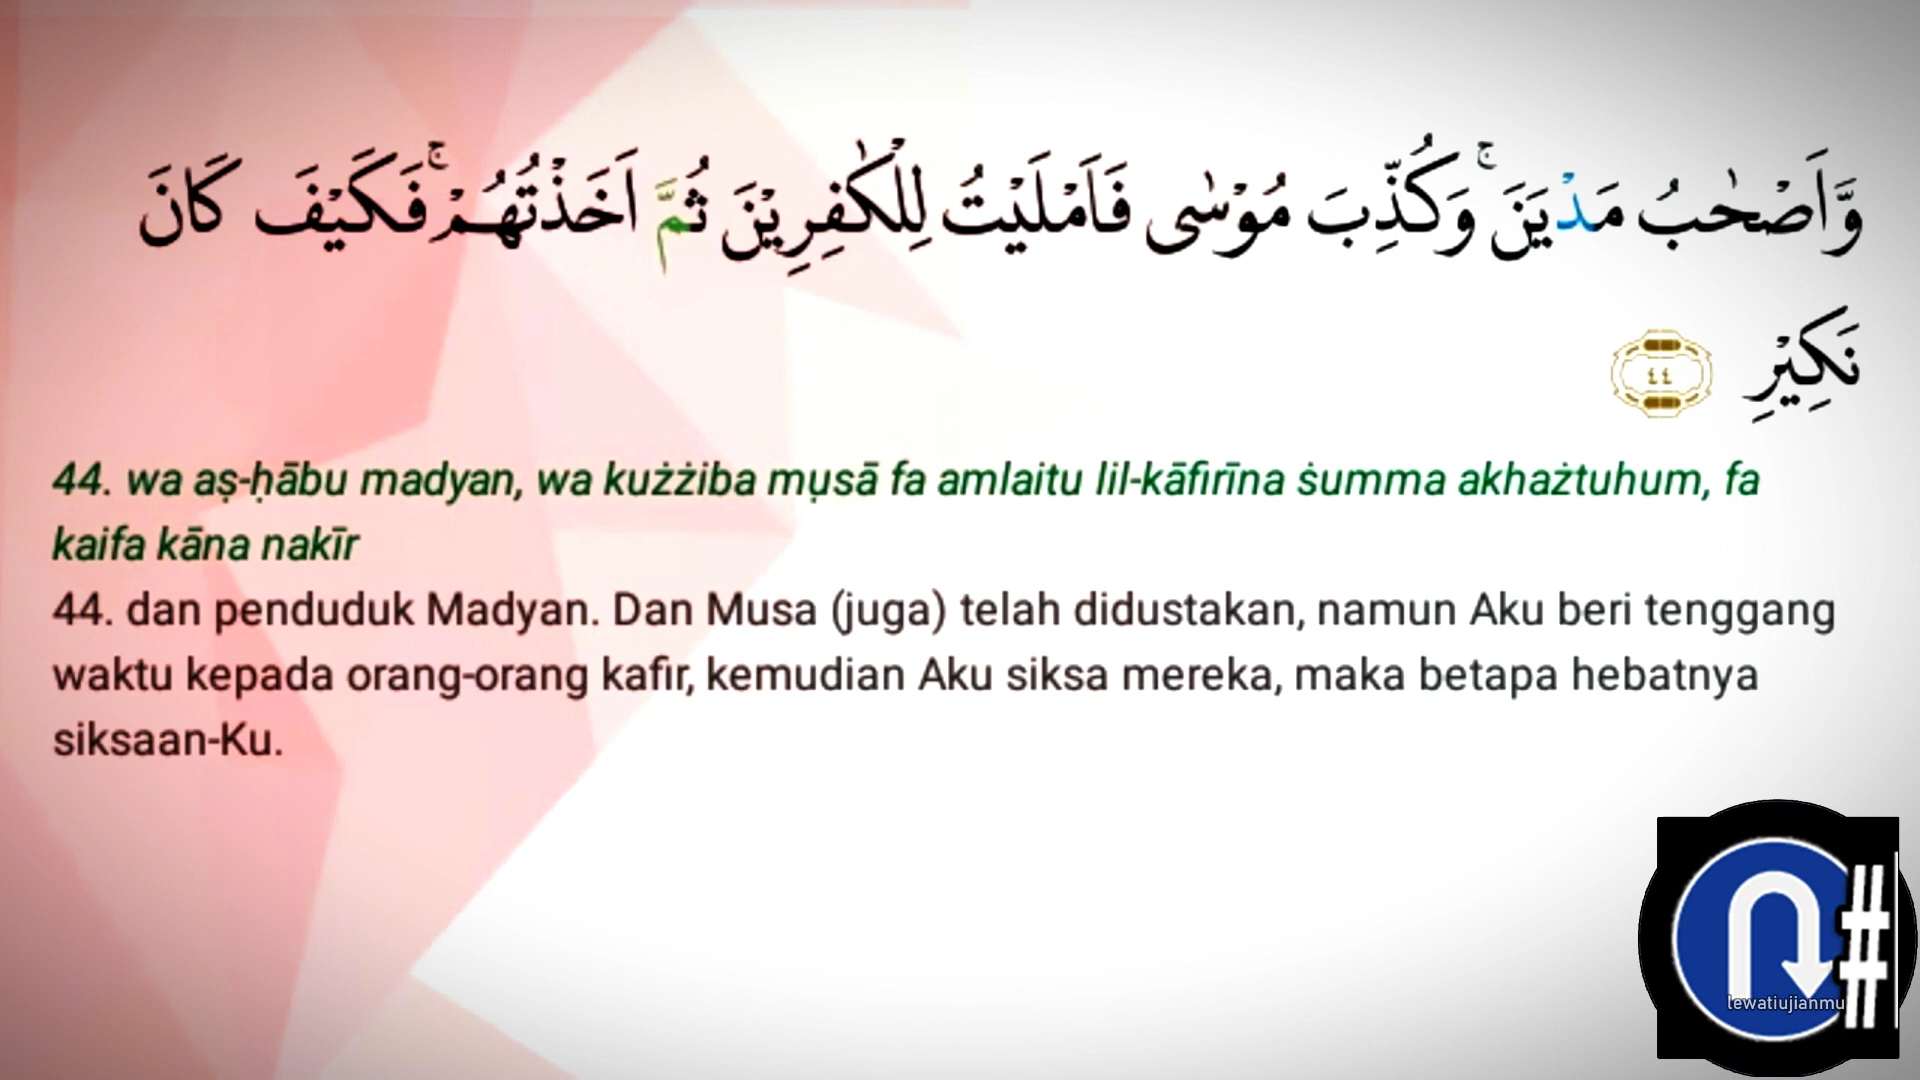 وَّاَصْحٰبُ مَدْيَنَۚ وَكُذِّبَ مُوْسٰى فَاَمْلَيْتُ لِلْكٰفِرِيْنَ ثُمَّ اَخَذْتُهُمْۚ فَكَيْفَ كَانَ
نَكِيْرِ ٤٤
44. wa aṣ-ḥābu madyan, wa kużżiba mụsā fa amlaitu lil-kāfirīna ṡumma akhażtuhum, fa
kaifa kāna nakīr
44. dan penduduk Madyan. Dan Musa (juga) telah didustakan, namun Aku beri tenggang
waktu kepada orang-orang kafir, kemudian Aku siksa mereka, maka betapa hebatnya
siksaan-Ku.
#
lewatiujianmu
#